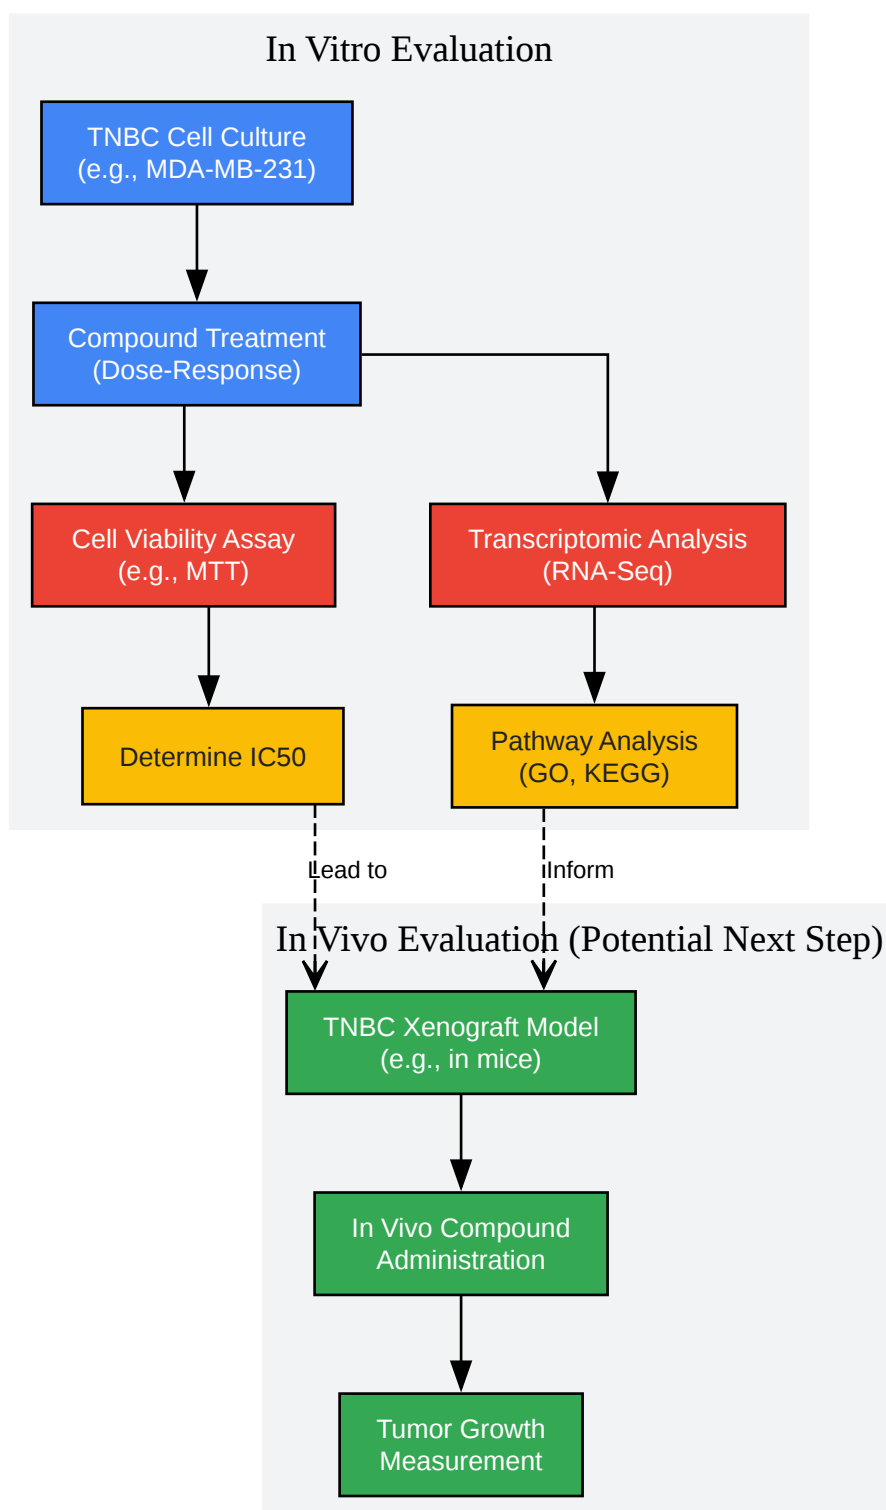 In Vitro Evaluation
TNBC Cell Culture
(e.g., MDA-MB-231)
Compound Treatment
(Dose-Response)
Cell Viability Assay
(e.g., MTT)
Transcriptomic Analysis
(RNA-Seq)
Determine IC50
Pathway Analysis
(GO, KEGG)
Lead to
Inform
In Vivo Evaluation (Potential Next Step)
TNBC Xenograft Model
(e.g., in mice)
In Vivo Compound
Administration
Tumor Growth
Measurement